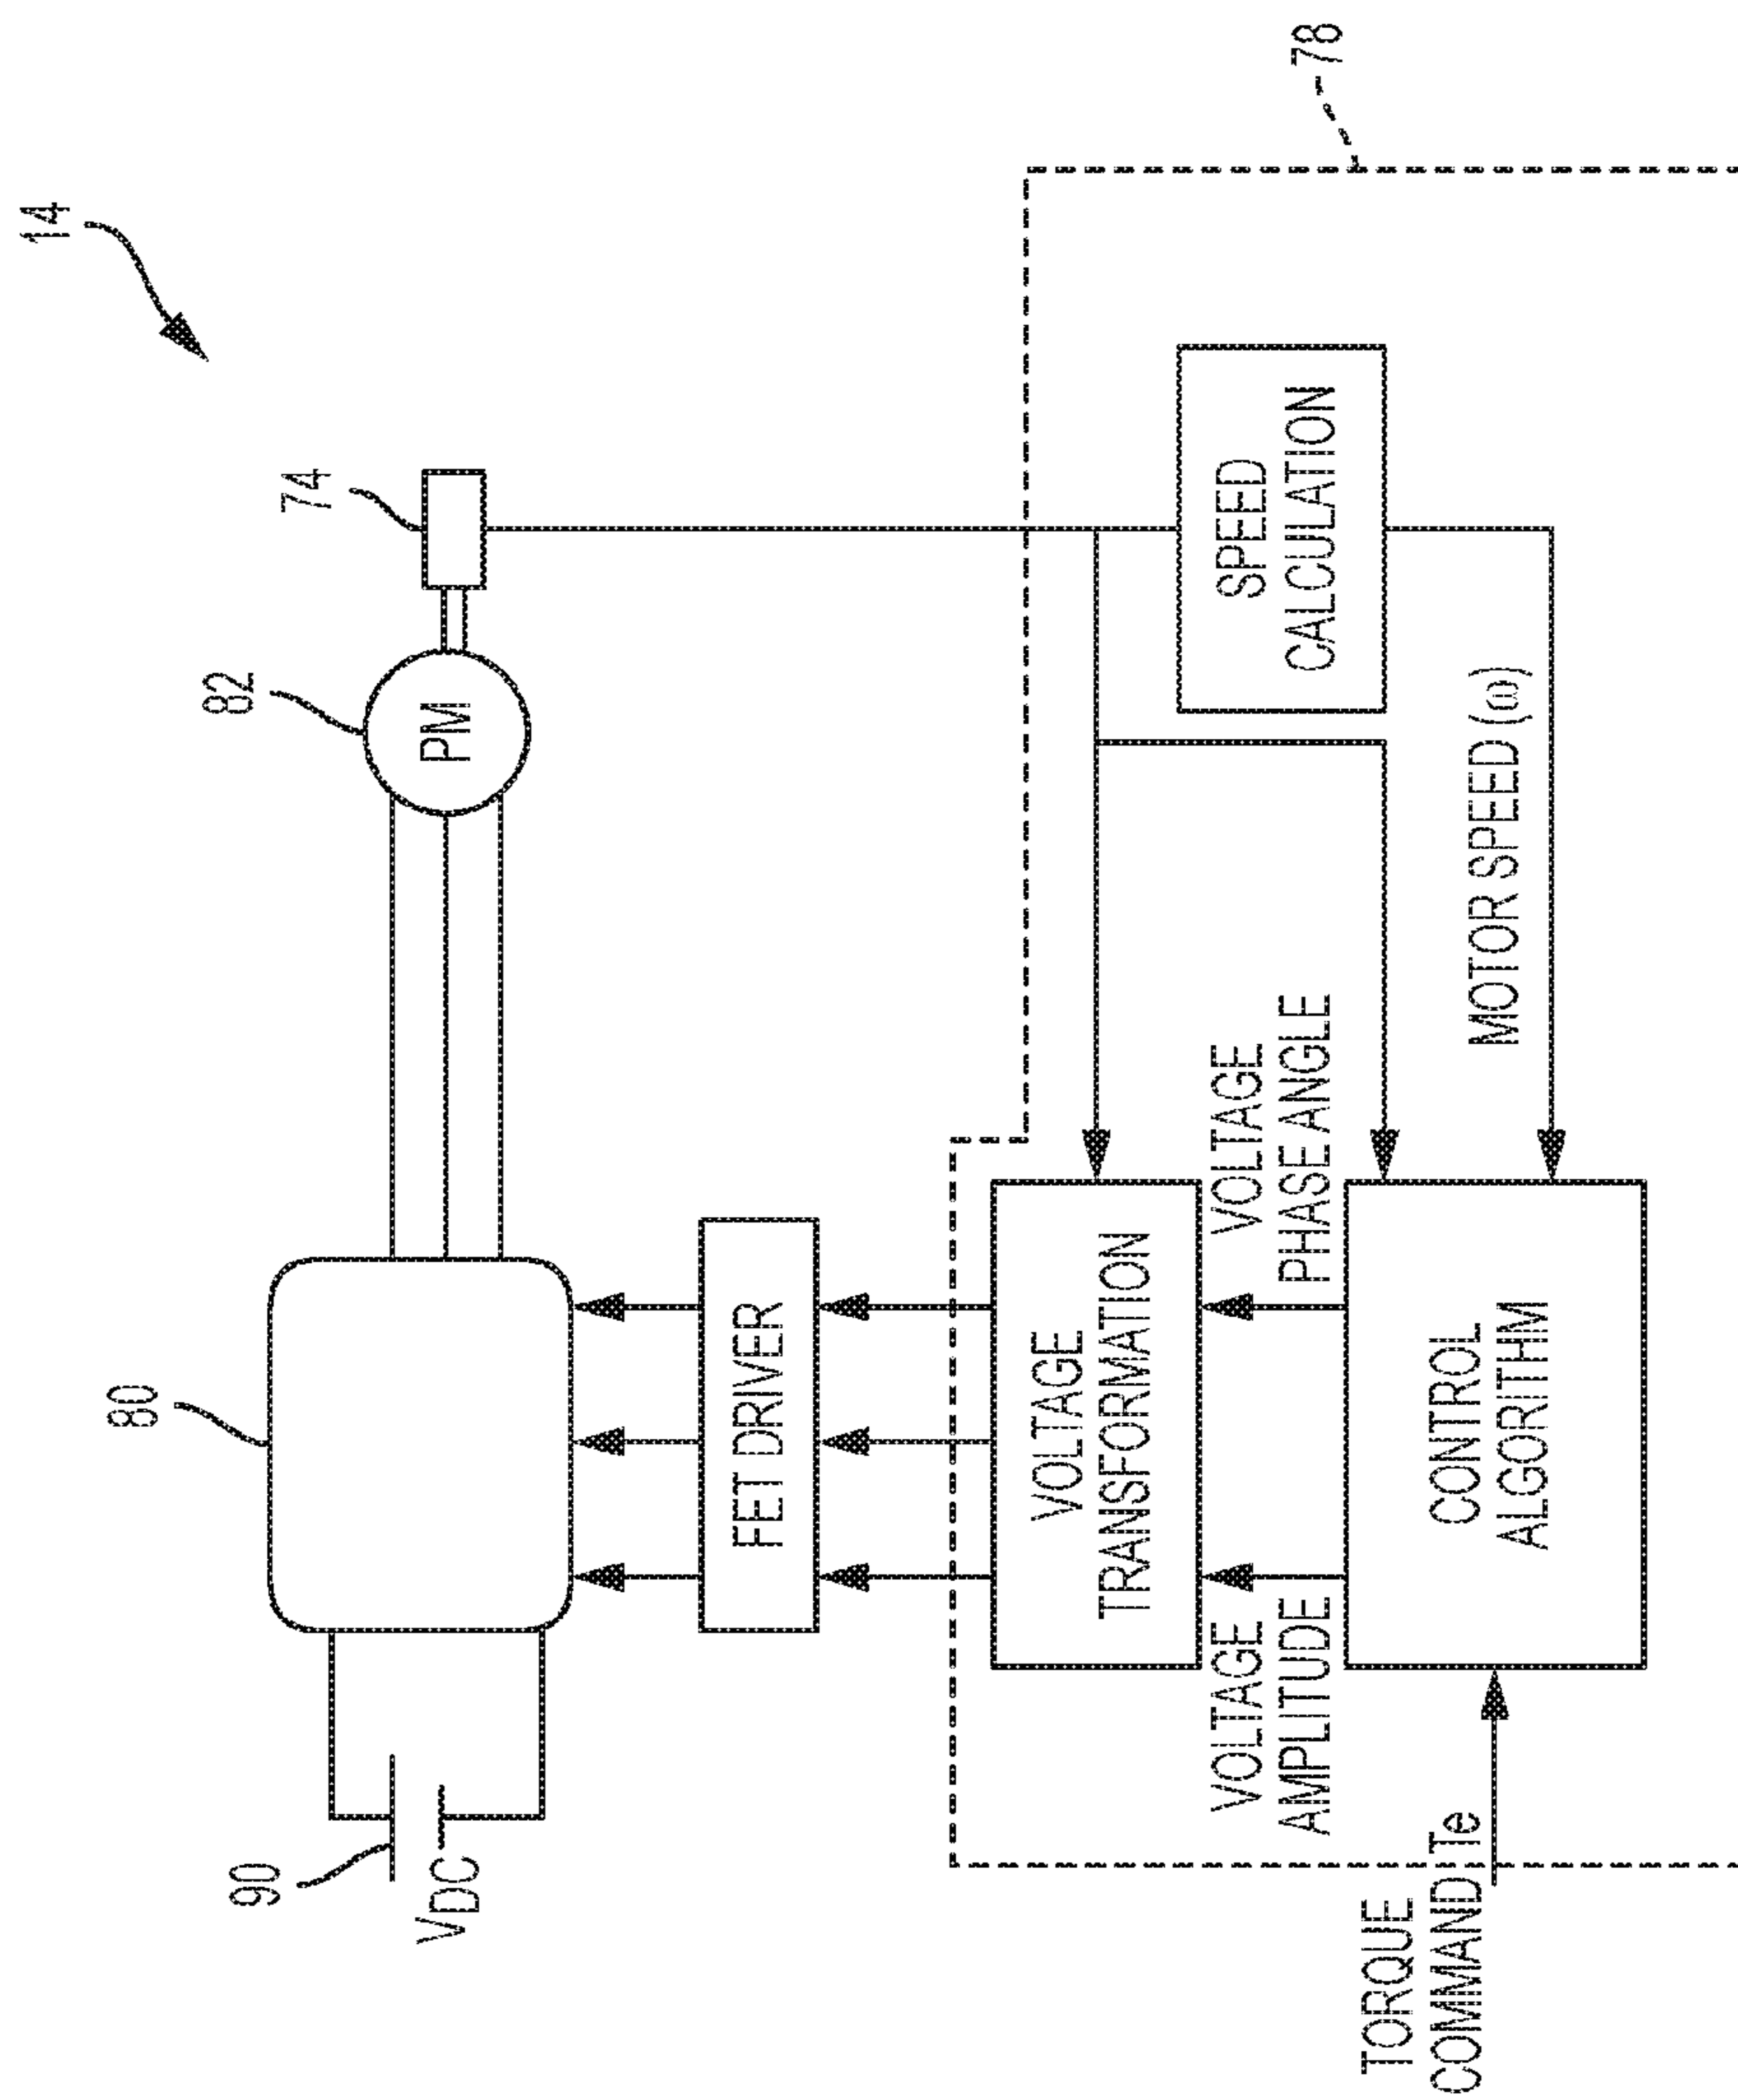 14
80
82
74
90
VDC
PM
FET DRIVER
78
VOLTAGE
TRANSFORMATION
SPEED
CALCULATION
VOLTAGE
AMPLITUDE
VOLTAGE
PHASE ANGLE
TORQUE
COMMAND Te
CONTROL
ALGORITHM
MOTOR SPEED (ω)